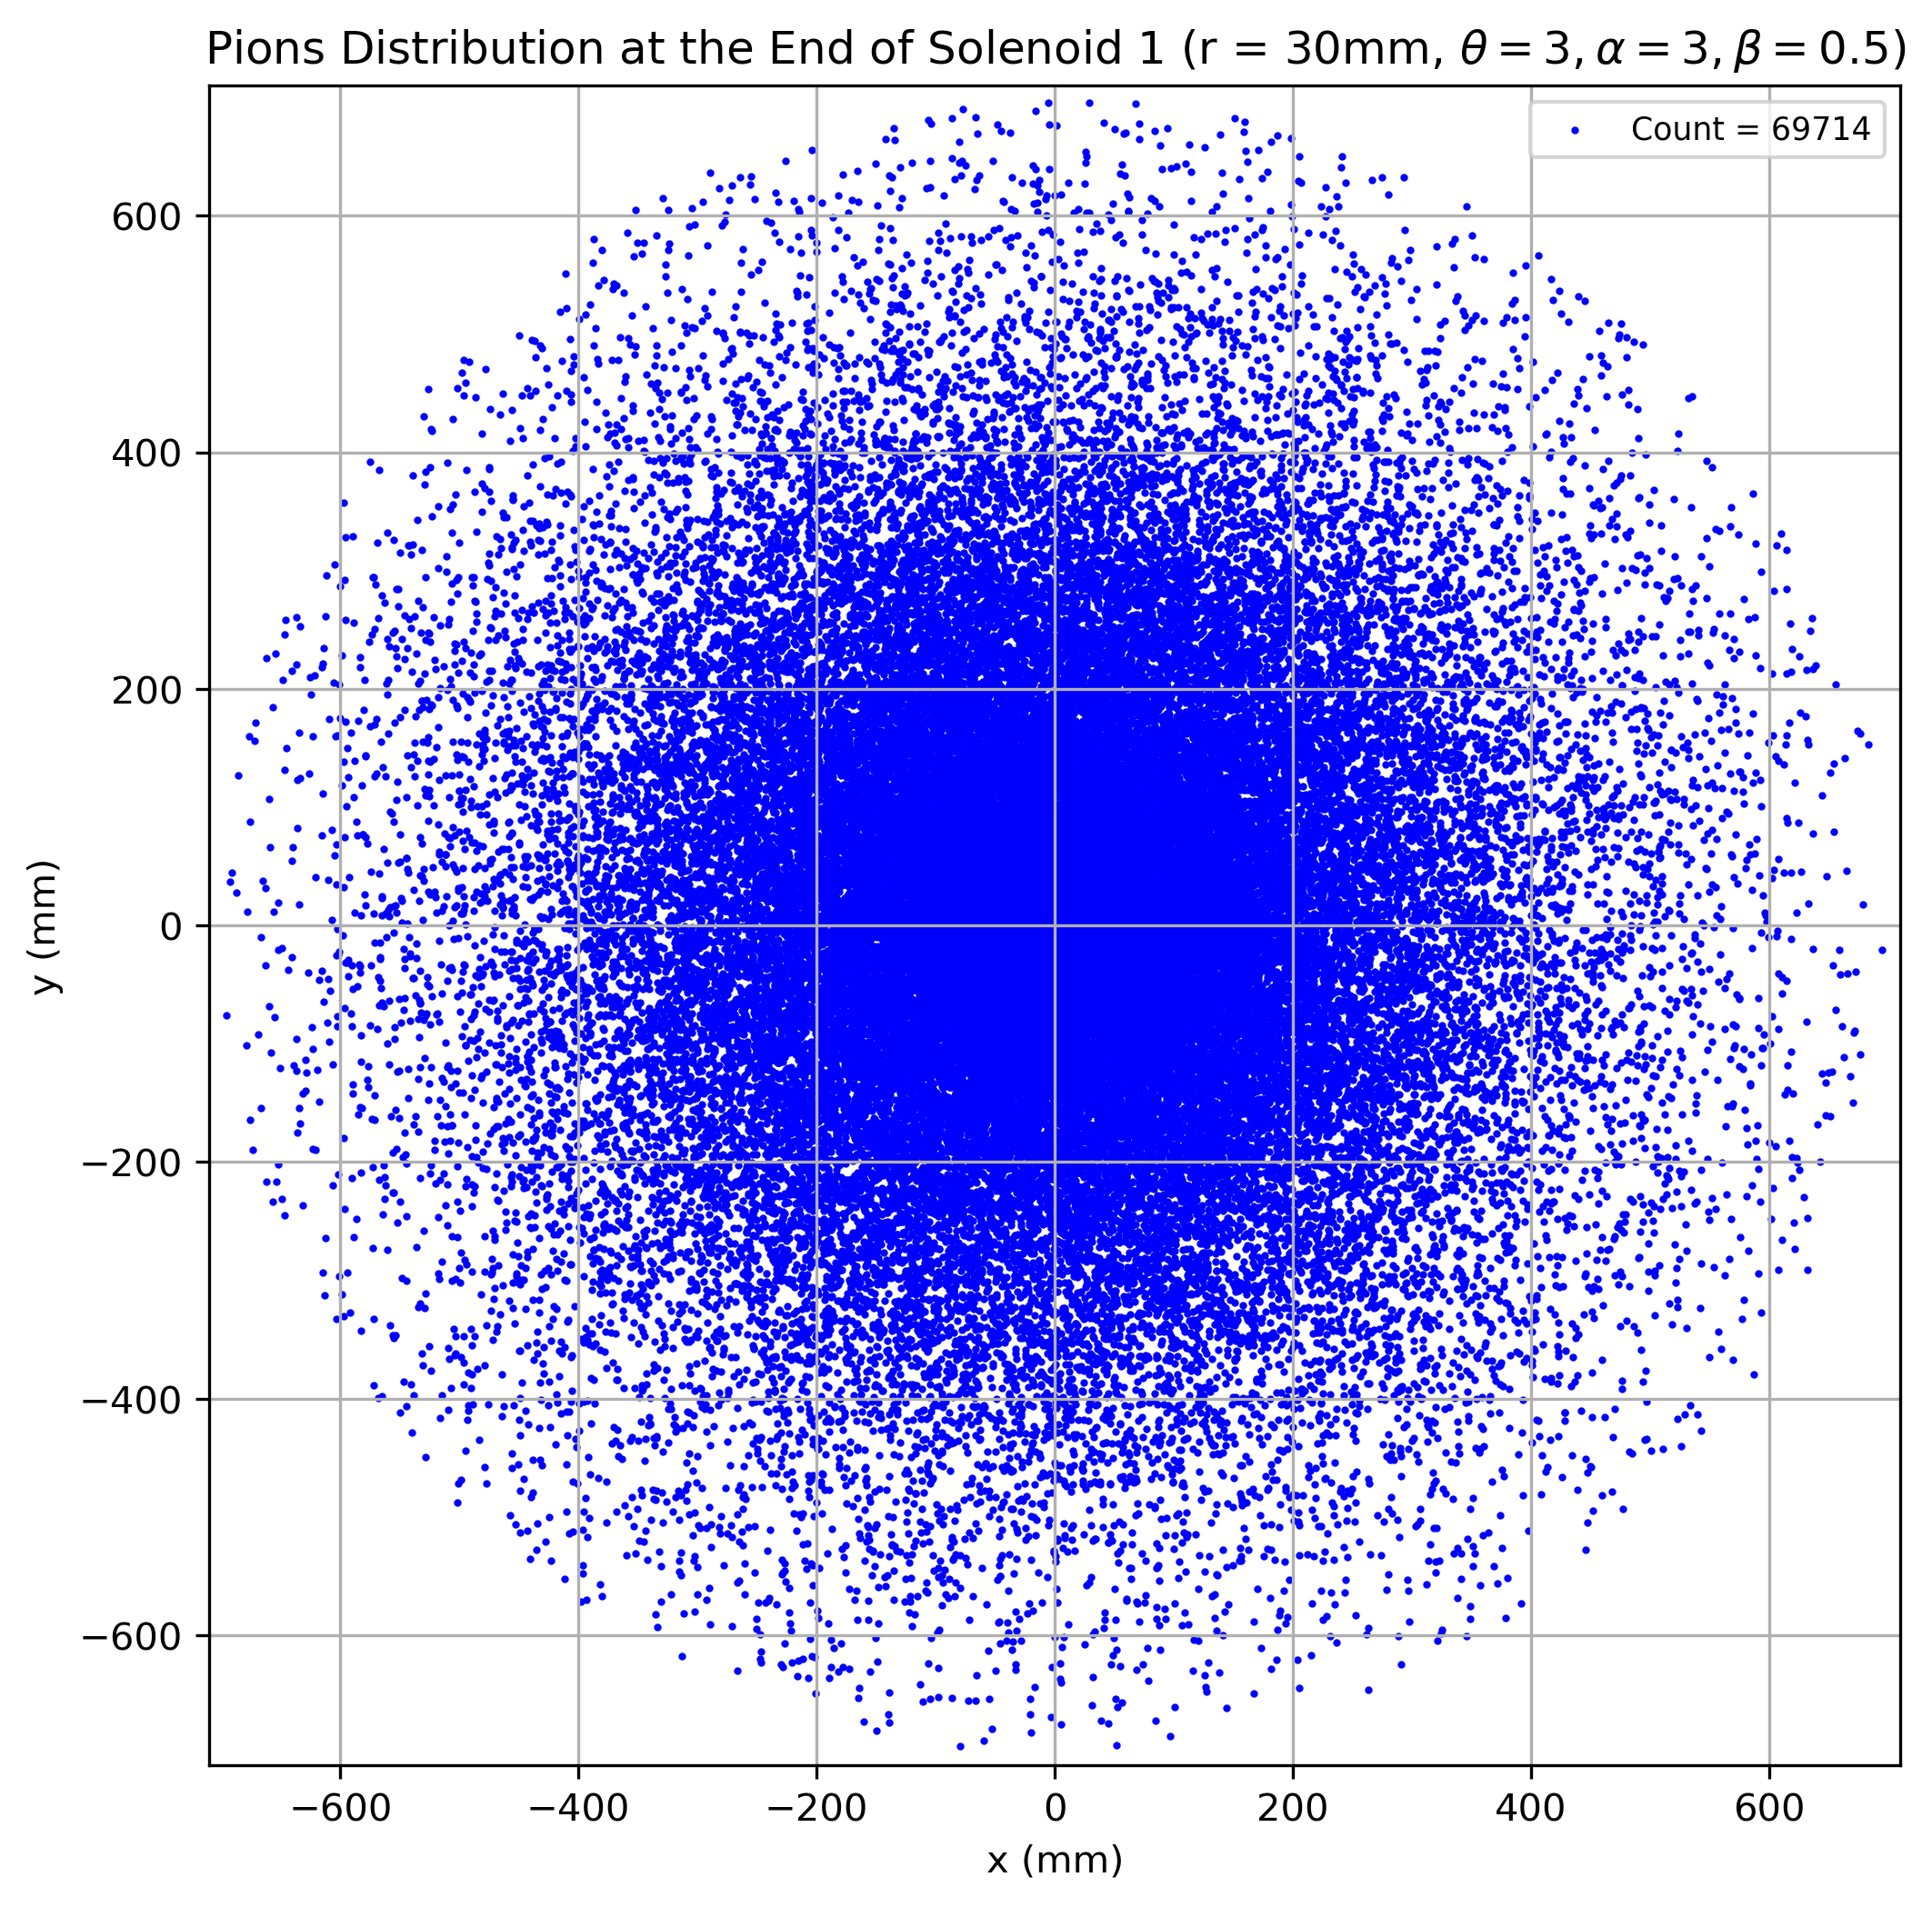 Pions Distribution at the End of Solenoid 1 (r = 30mm, θ = 3, α = 3, β = 0.5)
Count = 69714
600
400
200
0
−200
−400
−600
y (mm)
−600 −400 −200 0 200 400 600
x (mm)